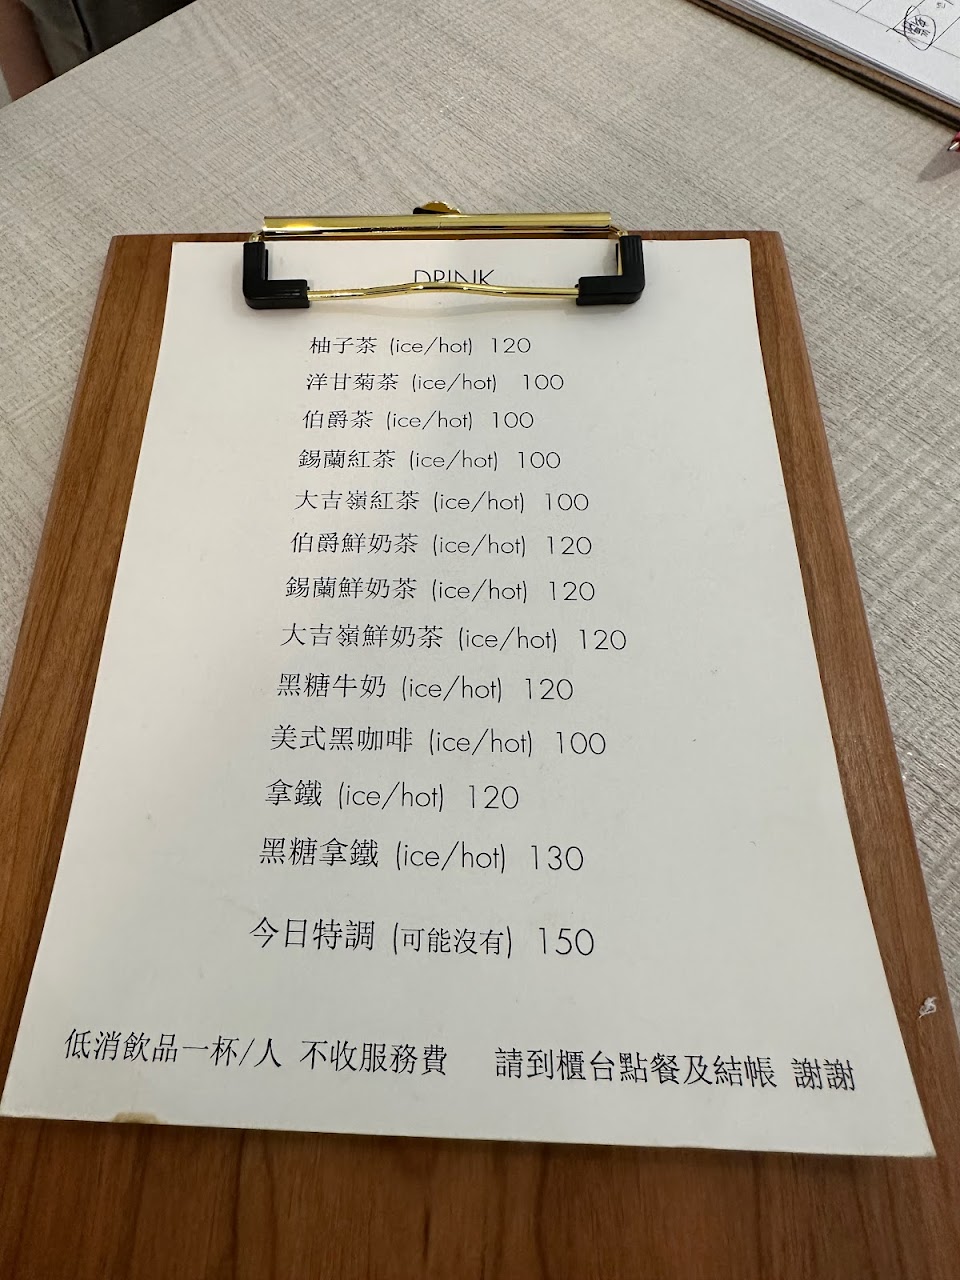 DRINK
柚子茶 (ice/hot) 120
洋甘菊茶 (ice/hot) 100
伯爵茶 (ice/hot) 100
錫蘭紅茶 (ice/hot) 100
大吉嶺紅茶 (ice/hot) 100
伯爵鮮奶茶 (ice/hot) 120
錫蘭鮮奶茶 (ice/hot) 120
大吉嶺鮮奶茶 (ice/hot) 120
黑糖牛奶 (ice/hot) 120
美式黑咖啡 (ice/hot) 100
拿鐵 (ice/hot) 120
黑糖拿鐵 (ice/hot) 130
今日特調 (可能沒有) 150
低消飲品一杯/人 不收服務費 請到櫃台點餐及結帳 謝謝